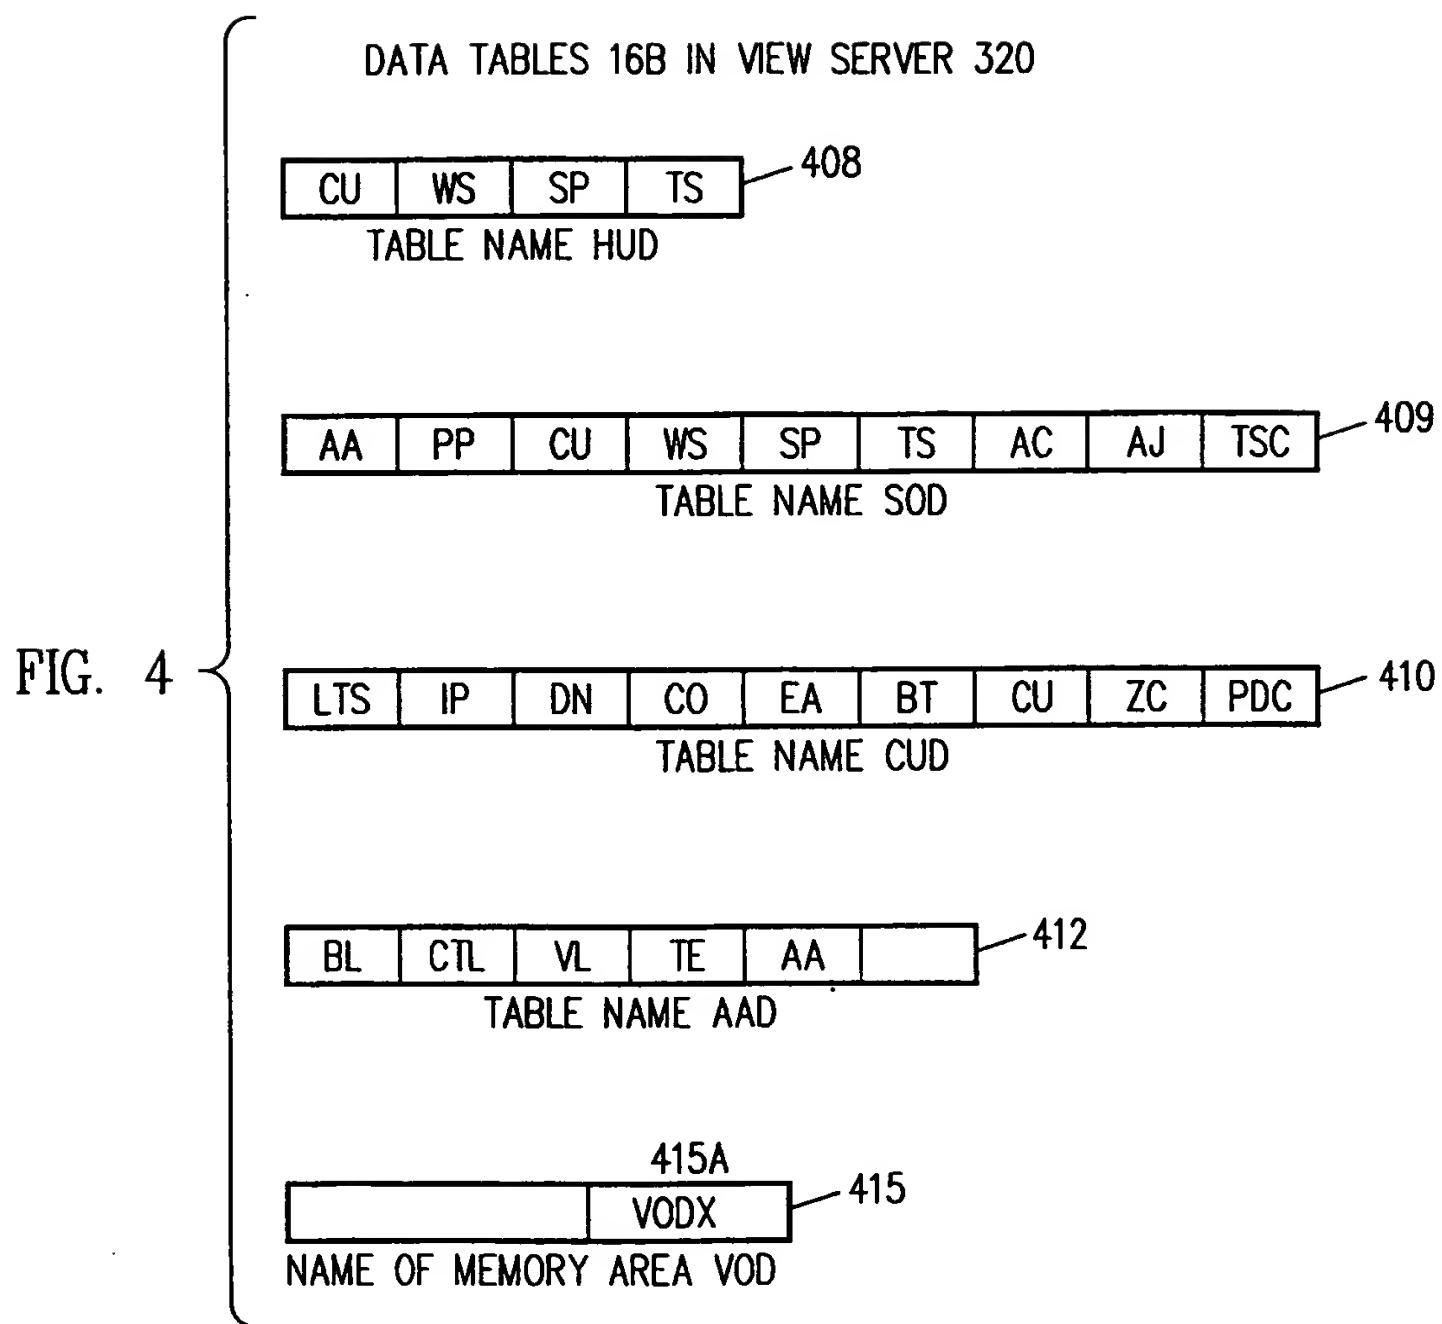 DATA TABLES 16B IN VIEW SERVER 320
CU WS SP TS 408
TABLE NAME HUD
AA PP CU WS SP TS AC AJ TSC 409
TABLE NAME SOD
FIG. 4
LTS IP DN CO EA BT CU ZC PDC 410
TABLE NAME CUD
BL CTL VL TE AA 412
TABLE NAME AAD
415A
VODX 415
NAME OF MEMORY AREA VOD